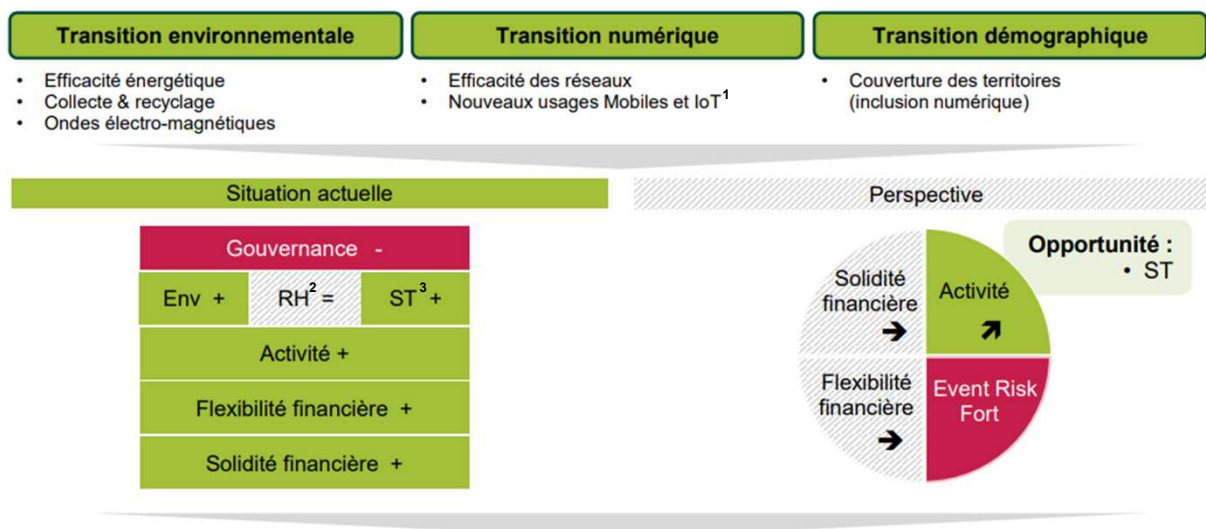 Transition environnementale
• Efficacité énergétique
• Collecte & recyclage
• Ondes électro-magnétiques
Transition numérique
• Efficacité des réseaux
• Nouveaux usages Mobiles et IoT¹
Transition démographique
• Couverture des territoires
(inclusion numérique)
Situation actuelle
Gouvernance -
Env +
RH² =
ST³ +
Activité +
Flexibilité financière +
Solidité financière +
Perspective
Opportunité :
• ST
Solidité
financière
➔
Activité
➔
Flexibilité
financière
➔
Event Risk
Fort